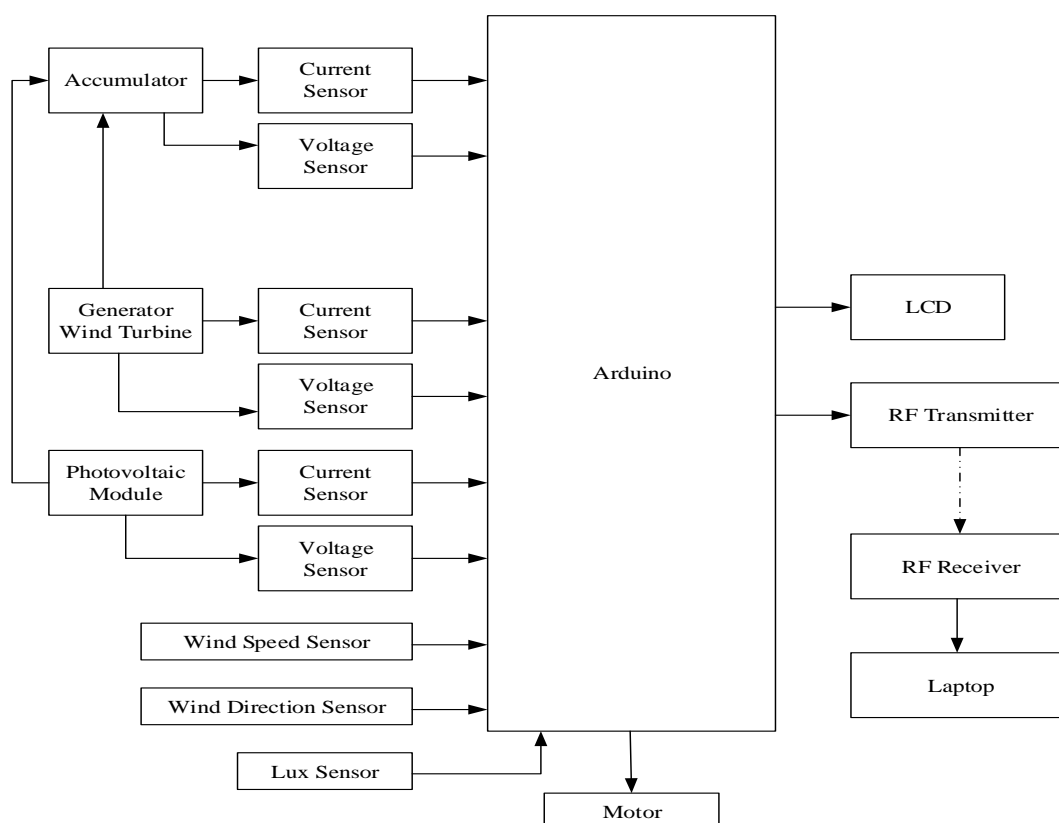 Accumulator
Current
Sensor
Voltage
Sensor
Generator
Wind Turbine
Current
Sensor
Voltage
Sensor
Photovoltaic
Module
Current
Sensor
Voltage
Sensor
Wind Speed Sensor
Wind Direction Sensor
Lux Sensor
Arduino
Motor
LCD
RF Transmitter
RF Receiver
Laptop